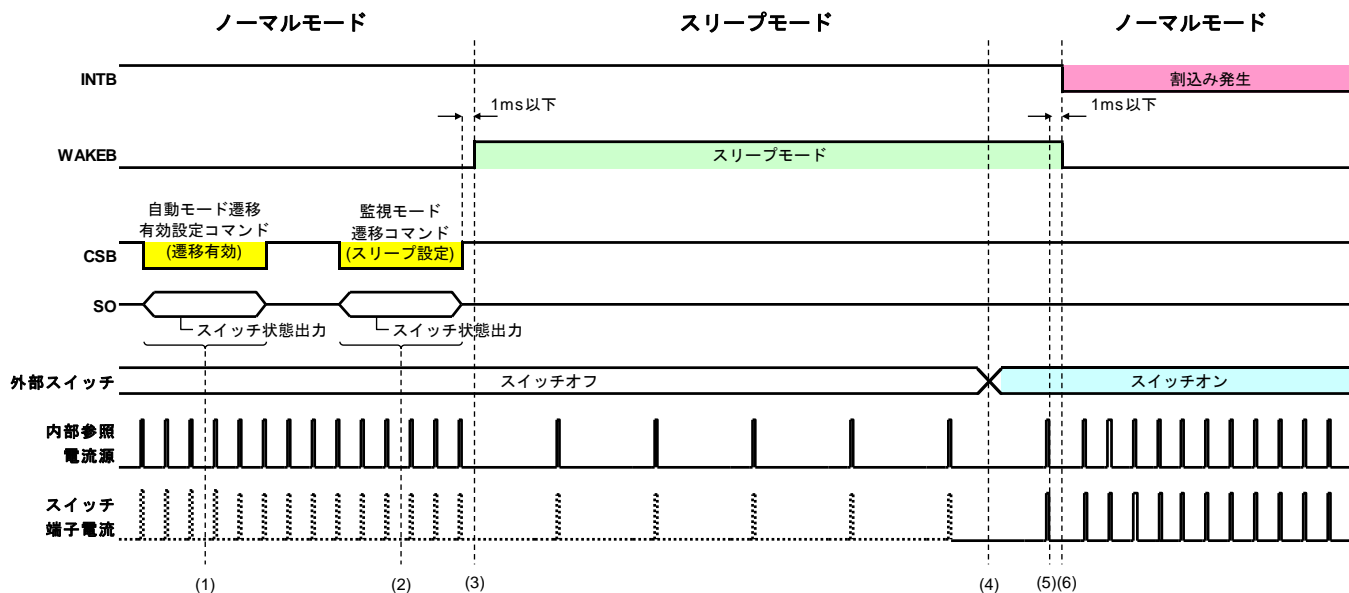 ノーマルモード
スリープモード
ノーマルモード
INTB
割込み発生
1ms以下
1ms以下
WAKEB
スリープモード
自動モード遷移
有効設定コマンド
(遷移有効)
監視モード
遷移コマンド
(スリープ設定)
CSB
SO
スイッチ状態出力
スイッチ状態出力
外部スイッチ
スイッチオフ
スイッチオン
内部参照
電流源
スイッチ
端子電流
(1)
(2)
(3)
(4)
(5)(6)